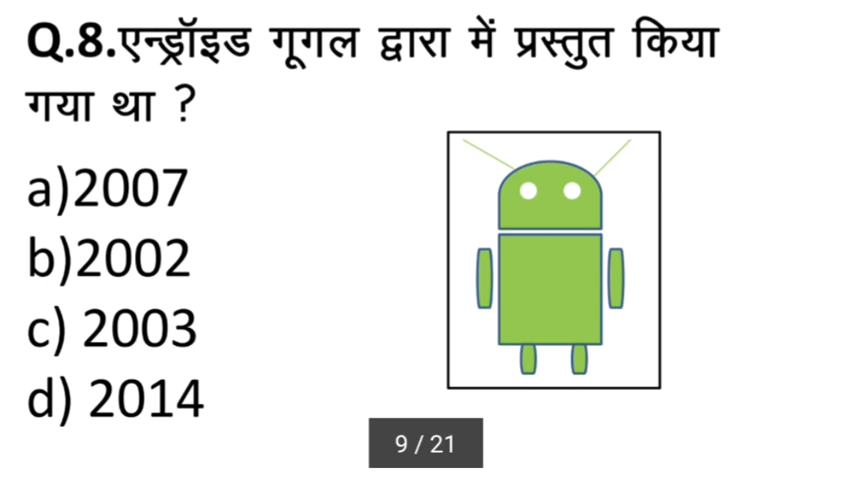 Q.8.एन्ड्रॉइड गूगल द्वारा में प्रस्तुत किया
गया था ?
a)2007
b)2002
c) 2003
d) 2014
9 / 21